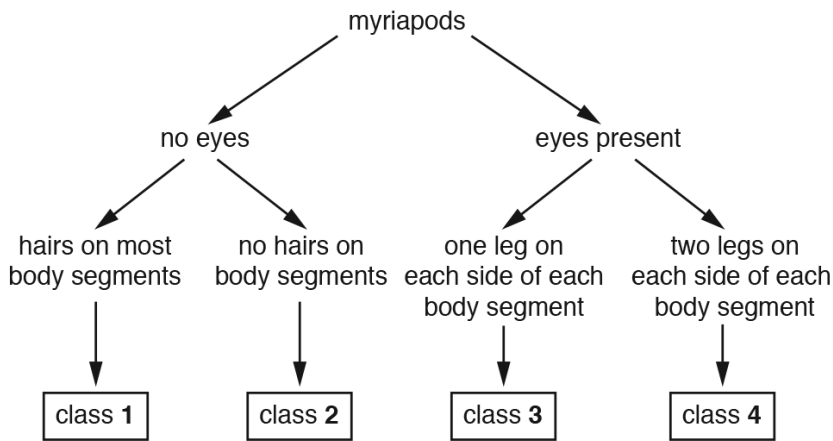 myriapods
no eyes
eyes present
hairs on most
body segments
no hairs on
body segments
one leg on
each side of each
body segment
two legs on
each side of each
body segment
class 1
class 2
class 3
class 4